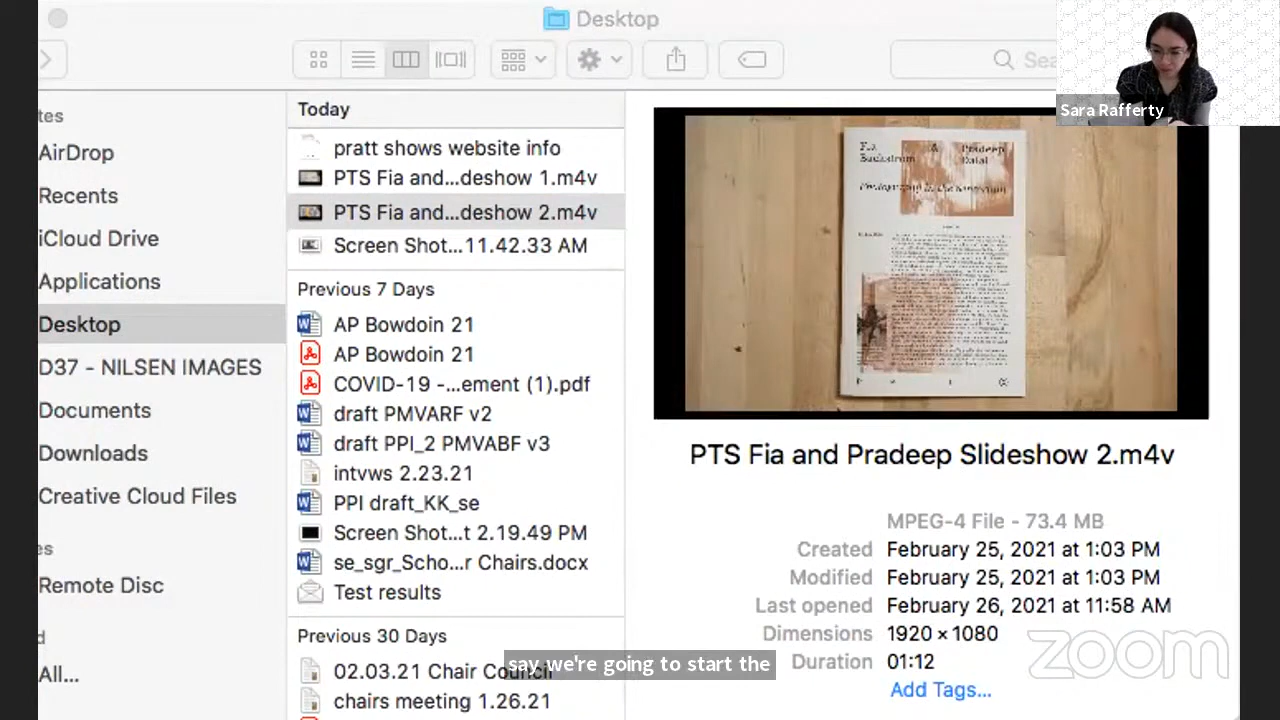 Desktop
Sea
Sara Rafferty
tes
AirDrop
Recents
iCloud Drive
Applications
Desktop
D37 - NILSEN IMAGES
Documents
Downloads
Creative Cloud Files
es
Remote Disc
d
All...
Today
pratt shows website info
PTS Fia and...deshow 1.m4v
PTS Fia and...deshow 2.m4v
Screen Shot...11.42.33 AM
Previous 7 Days
AP Bowdoin 21
AP Bowdoin 21
COVID-19 -...ement (1).pdf
draft PMVARF v2
draft PPI_2 PMVABF v3
intvws 2.23.21
PPI draft_KK_se
Screen Shot...t 2.19.49 PM
se_sgr_Scho...r Chairs.docx
Test results
Previous 30 Days
02.03.21 Chair Council
chairs meeting 1.26.21
Fia & Pradeep
Backstrom Dalal
PTS Fia and Pradeep Slideshow 2.m4v
MPEG-4 File - 73.4 MB
Created February 25, 2021 at 1:03 PM
Modified February 25, 2021 at 1:03 PM
Last opened February 26, 2021 at 11:58 AM
Dimensions 1920 × 1080
Duration 01:12
Add Tags...
zoom
say we're going to start the